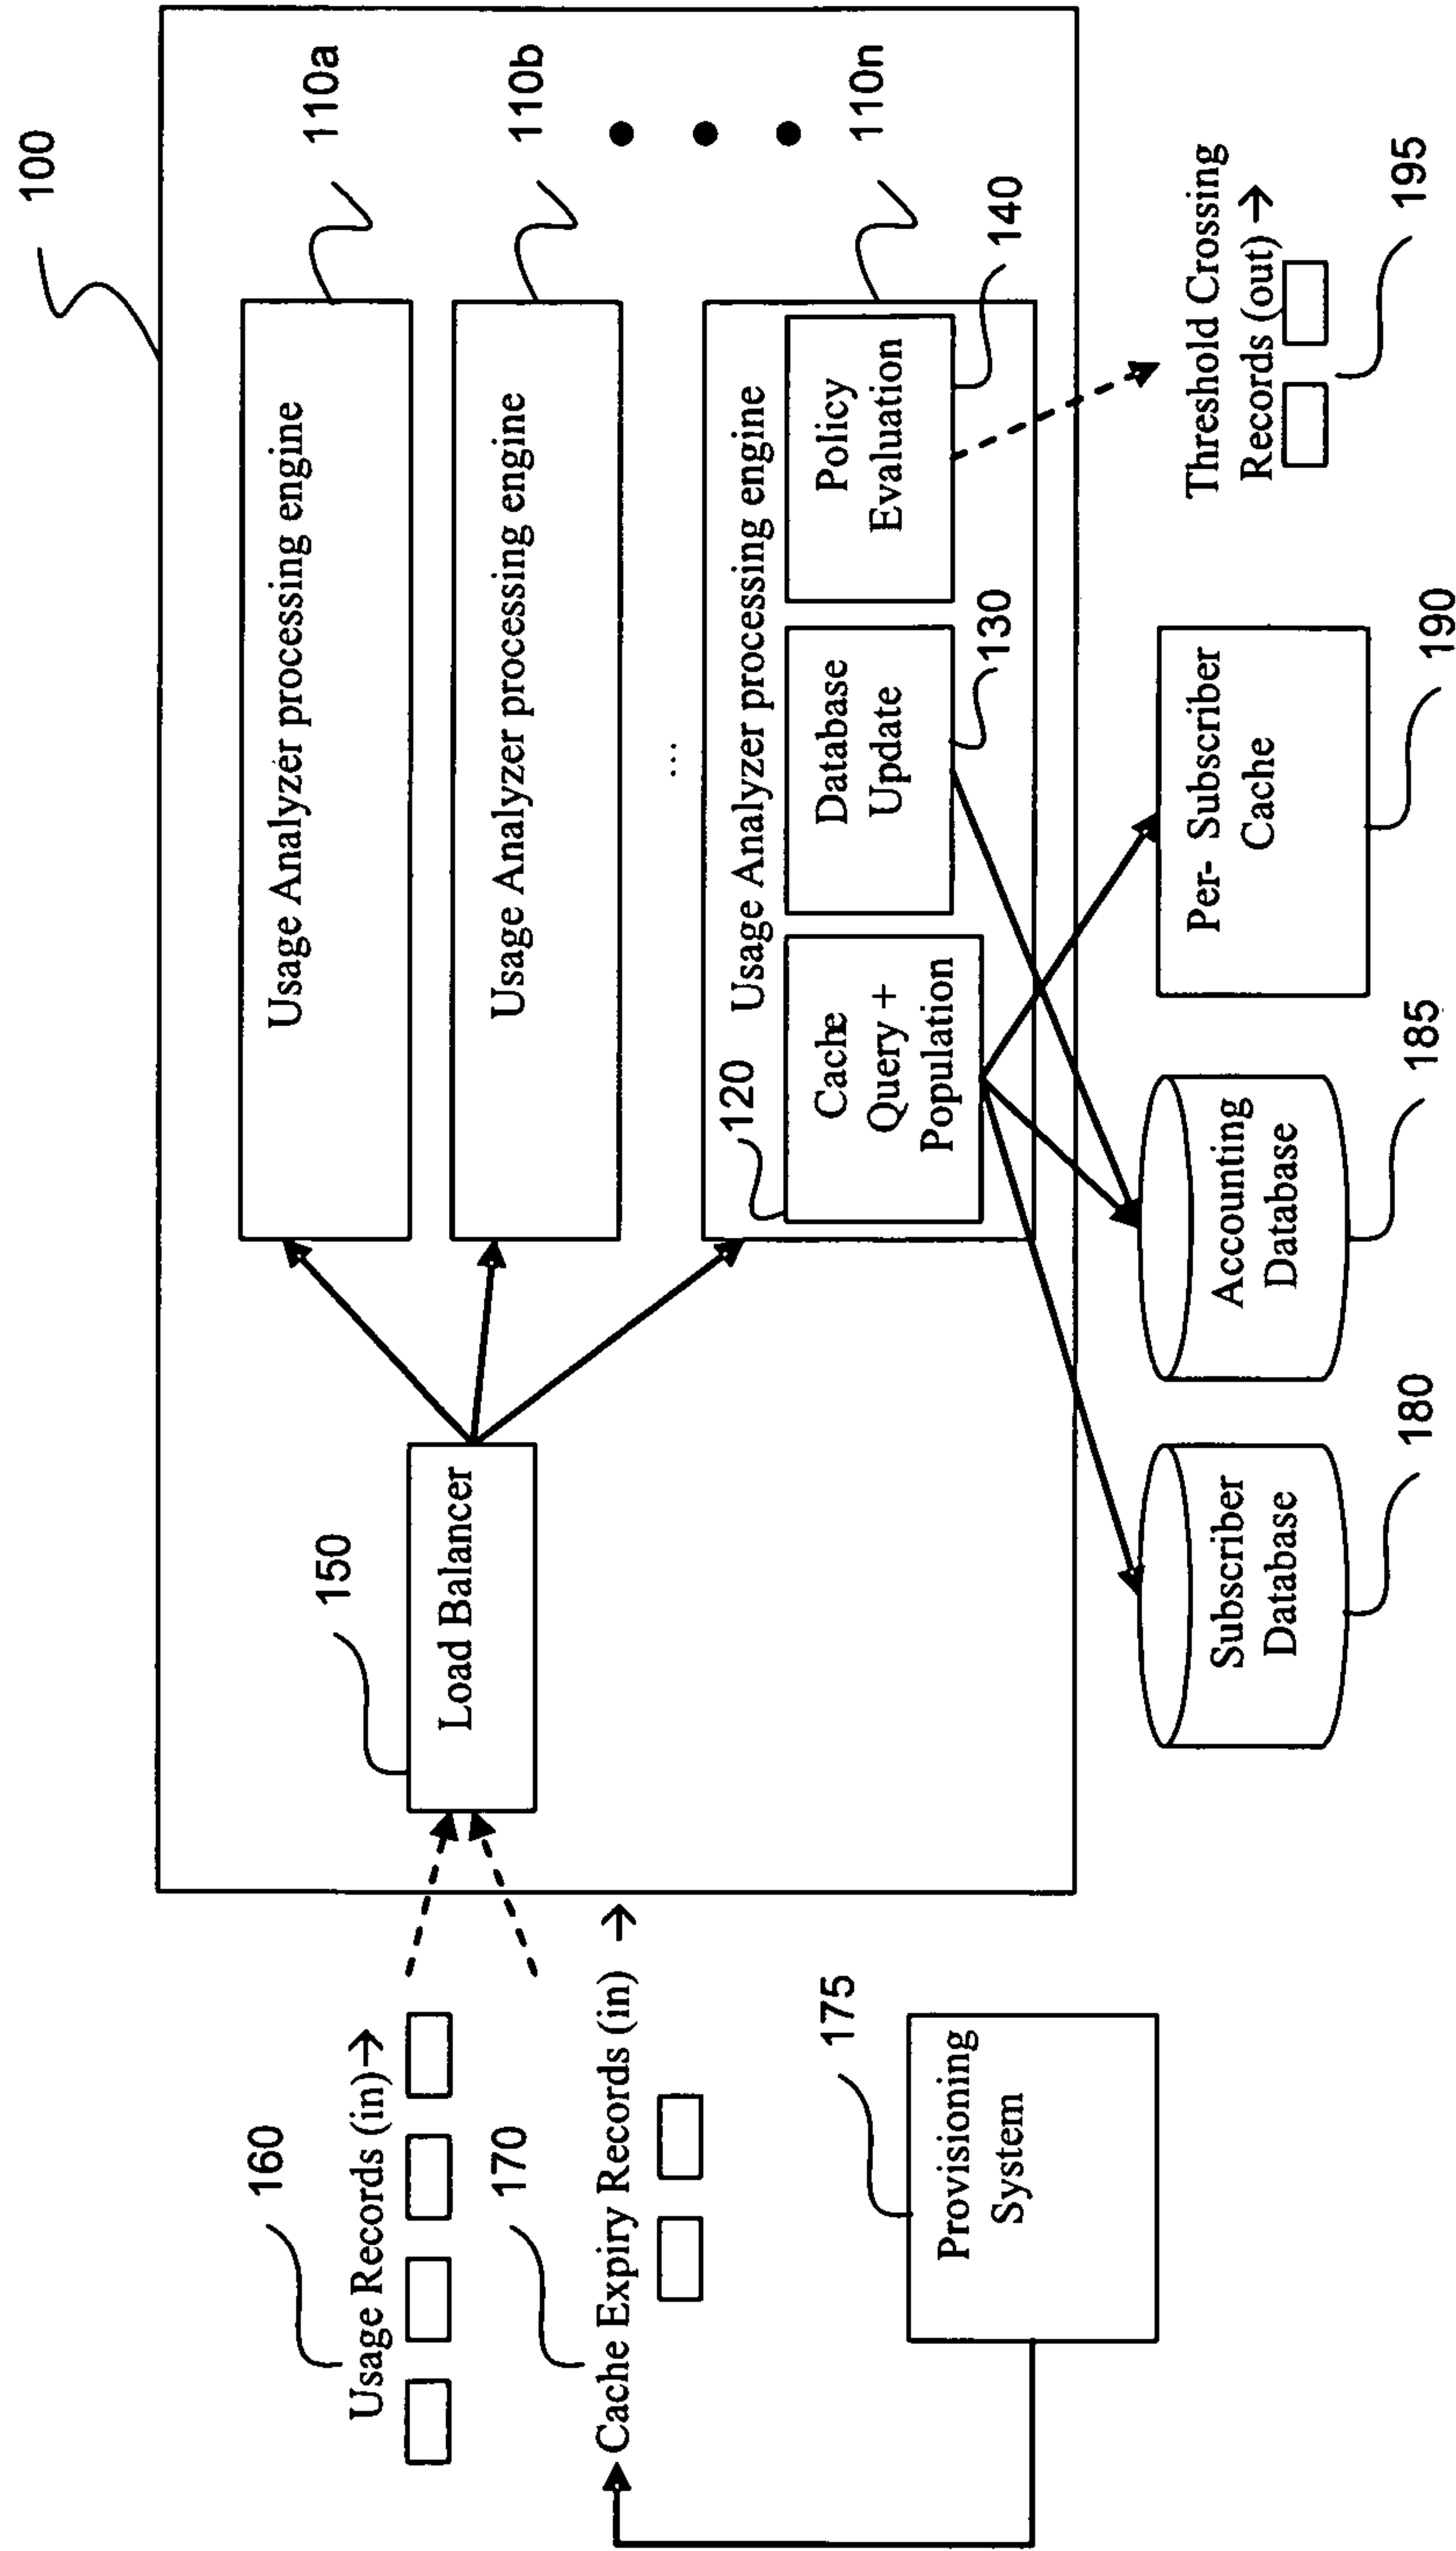 100
110a
Usage Analyzer processing engine
110b
Usage Analyzer processing engine
...
110n
Usage Analyzer processing engine
120
Cache
Query +
Population
130
Database
Update
140
Policy
Evaluation
150
Load Balancer
160
Usage Records (in)→
170
Cache Expiry Records (in) →
175
Provisioning
System
180
Subscriber
Database
185
Accounting
Database
190
Per- Subscriber
Cache
Threshold Crossing
Records (out) →
195